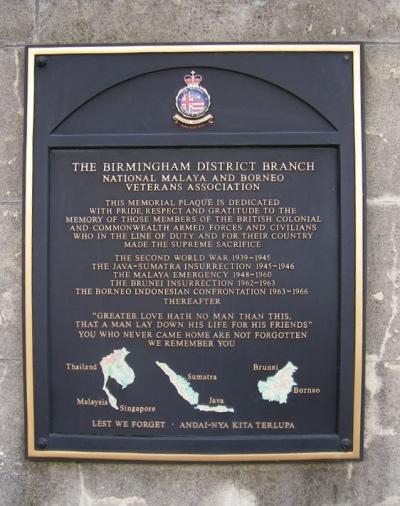 THE BIRMINGHAM DISTRICT BRANCH
NATIONAL MALAYA AND BORNEO
VETERANS ASSOCIATION
THIS MEMORIAL PLAQUE IS DEDICATED
WITH PRIDE, RESPECT AND GRATITUDE TO THE
MEMORY OF THOSE MEMBERS OF THE BRITISH COLONIAL
AND COMMONWEALTH ARMED FORCES AND CIVILIANS
WHO IN THE LINE OF DUTY AND FOR THEIR COUNTRY
MADE THE SUPREME SACRIFICE
THE SECOND WORLD WAR 1939-1945
THE JAVA-SUMATRA INSURRECTION 1945-1946
THE MALAYA EMERGENCY 1948-1960
THE BRUNEI INSURRECTION 1962-1963
THE BORNEO INDONESIAN CONFRONTATION 1963-1966
THEREAFTER
"GREATER LOVE HATH NO MAN THAN THIS,
THAT A MAN LAY DOWN HIS LIFE FOR HIS FRIENDS"
YOU WHO NEVER CAME HOME ARE NOT FORGOTTEN
WE REMEMBER YOU
Thailand
Malaysia
Singapore
Sumatra
Java
Brunei
Borneo
LEST WE FORGET · ANDAI-NYA KITA TERLUPA